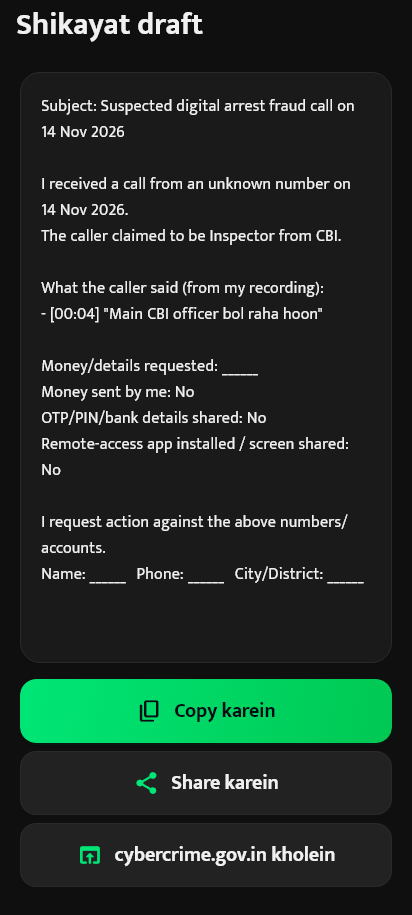 Shikayat draft
Subject: Suspected digital arrest fraud call on
14 Nov 2026
I received a call from an unknown number on
14 Nov 2026.
The caller claimed to be Inspector from CBI.
What the caller said (from my recording):
- [00:04] "Main CBI officer bol raha hoon"
Money/details requested: ______
Money sent by me: No
OTP/PIN/bank details shared: No
Remote-access app installed / screen shared:
No
I request action against the above numbers/
accounts.
Name: ______ Phone: ______ City/District: ______
Copy karein
Share karein
cybercrime.gov.in kholein